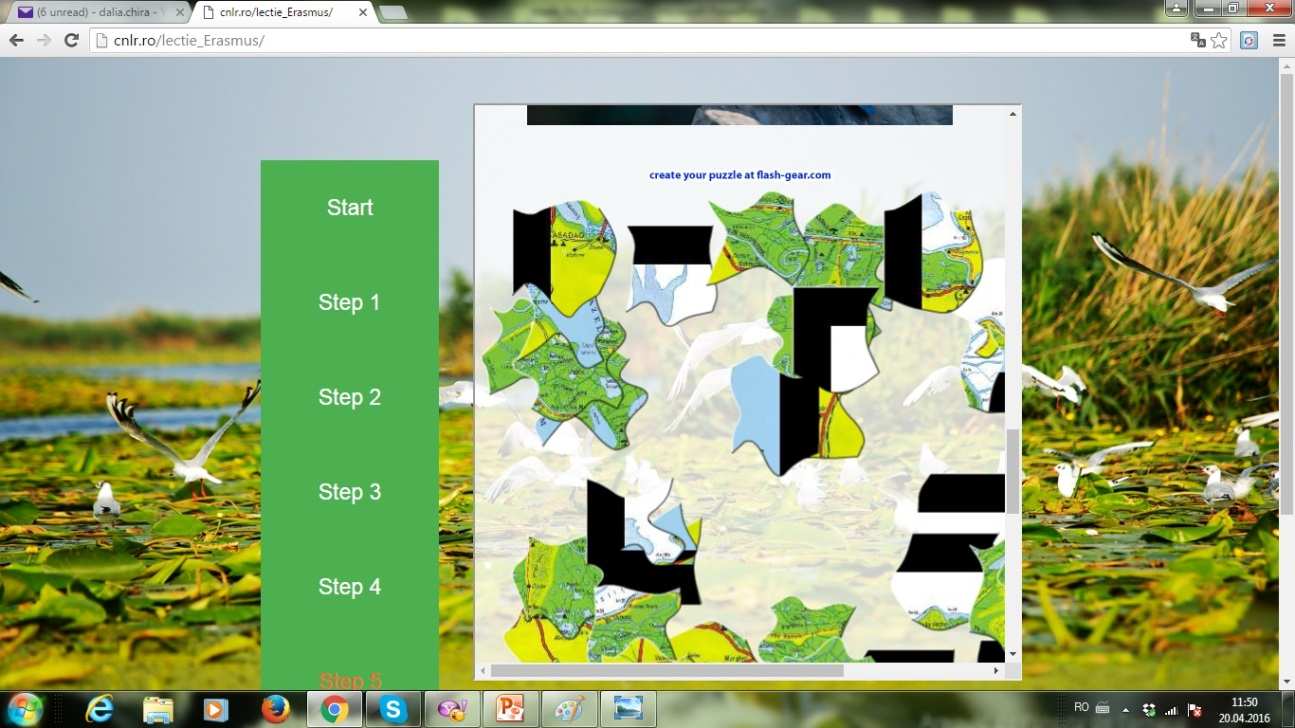 (6 unread) - dalia.chira - Y
cnlr.ro/lectie_Erasmus/
cnlr.ro/lectie_Erasmus/
create your puzzle at flash-gear.com
Start
Step 1
Step 2
Step 3
Step 4
Step 5
ABADAG
RO
11:50
20.04.2016